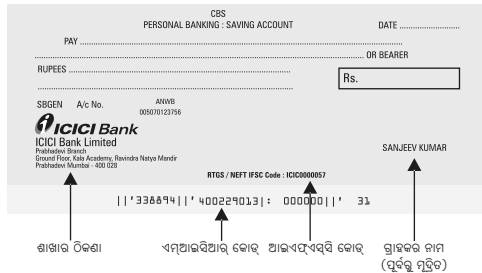 CBS
PERSONAL BANKING : SAVING ACCOUNT
DATE ........................
PAY ................................................................................................
................................................................................................ OR BEARER
RUPEES ........................................................................
................................................................................
Rs.
SBGEN A/c No. ANWB
005070123756
ICICI Bank
ICICI Bank Limited
Prabhadevi Branch
Ground Floor, Kala Academy, Ravindra Natya Mandir
Prabhadevi Mumbai - 400 028
SANJEEV KUMAR
RTGS / NEFT IFSC Code : ICIC0000057
||'338894||' 400229013|: 000000||' 31
ଶାଖାର ଠିକଣା
ଏମ୍ଆଇସିଆର୍ କୋଡ୍
ଆଇଏଫ୍ଏସ୍ସି କୋଡ୍
ଗ୍ରାହକର ନାମ
(ପୂର୍ବରୁ ମୁଦ୍ରିତ)